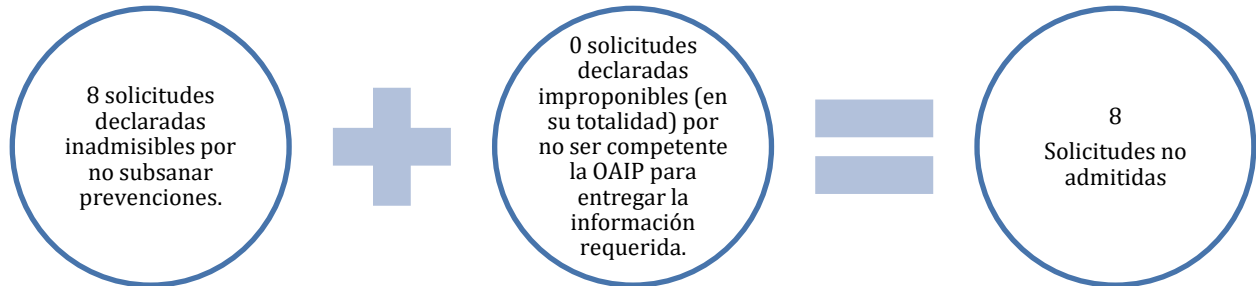 8 solicitudes
declaradas
inadmisibles por
no subsanar
prevenciones.
0 solicitudes
declaradas
improponibles (en
su totalidad) por
no ser competente
la OAIP para
entregar la
información
requerida.
8
Solicitudes no
admitidas